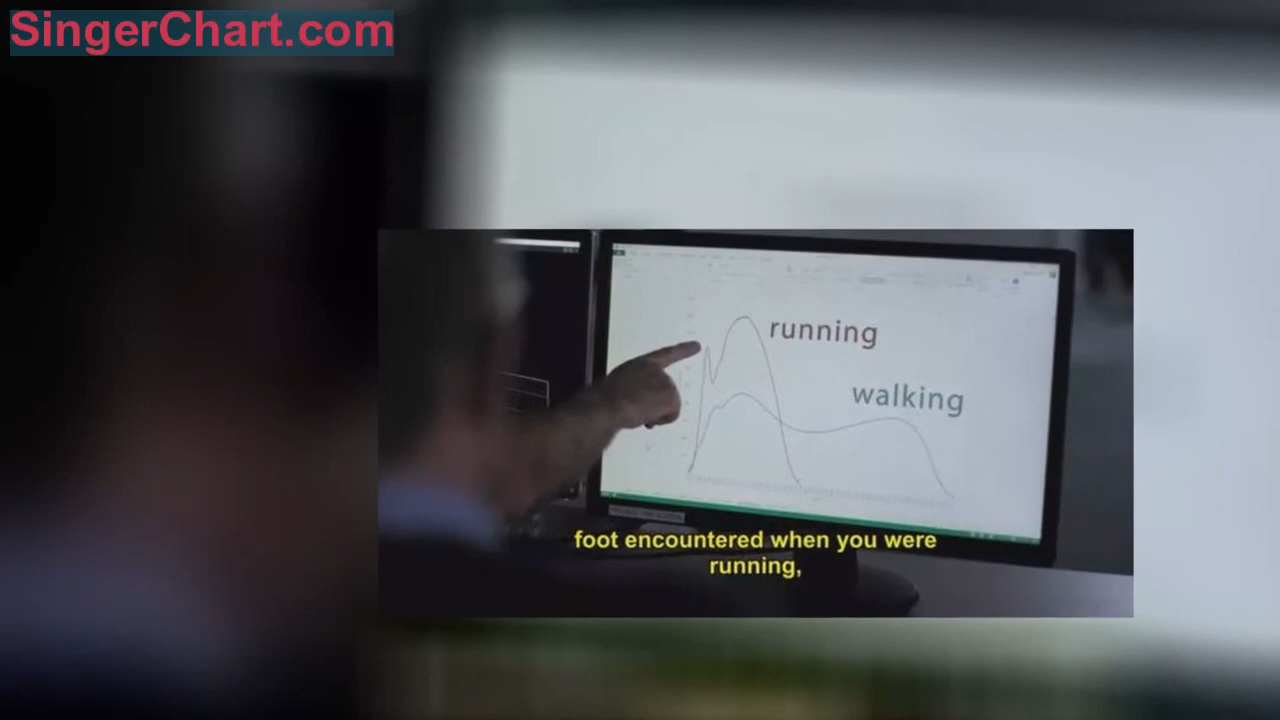 SingerChart.com
running
walking
foot encountered when you were
running,